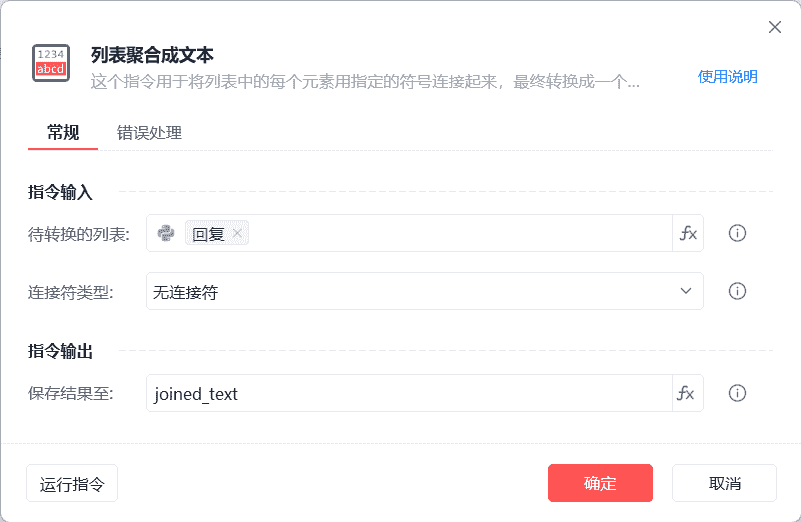 1234
abcd
列表聚合成文本
这个指令用于将列表中的每个元素用指定的符号连接起来，最终转换成一个...
使用说明
常规 错误处理
指令输入
待转换的列表: 回复 fx
连接符类型: 无连接符
指令输出
保存结果至: joined_text fx
运行指令 确定 取消